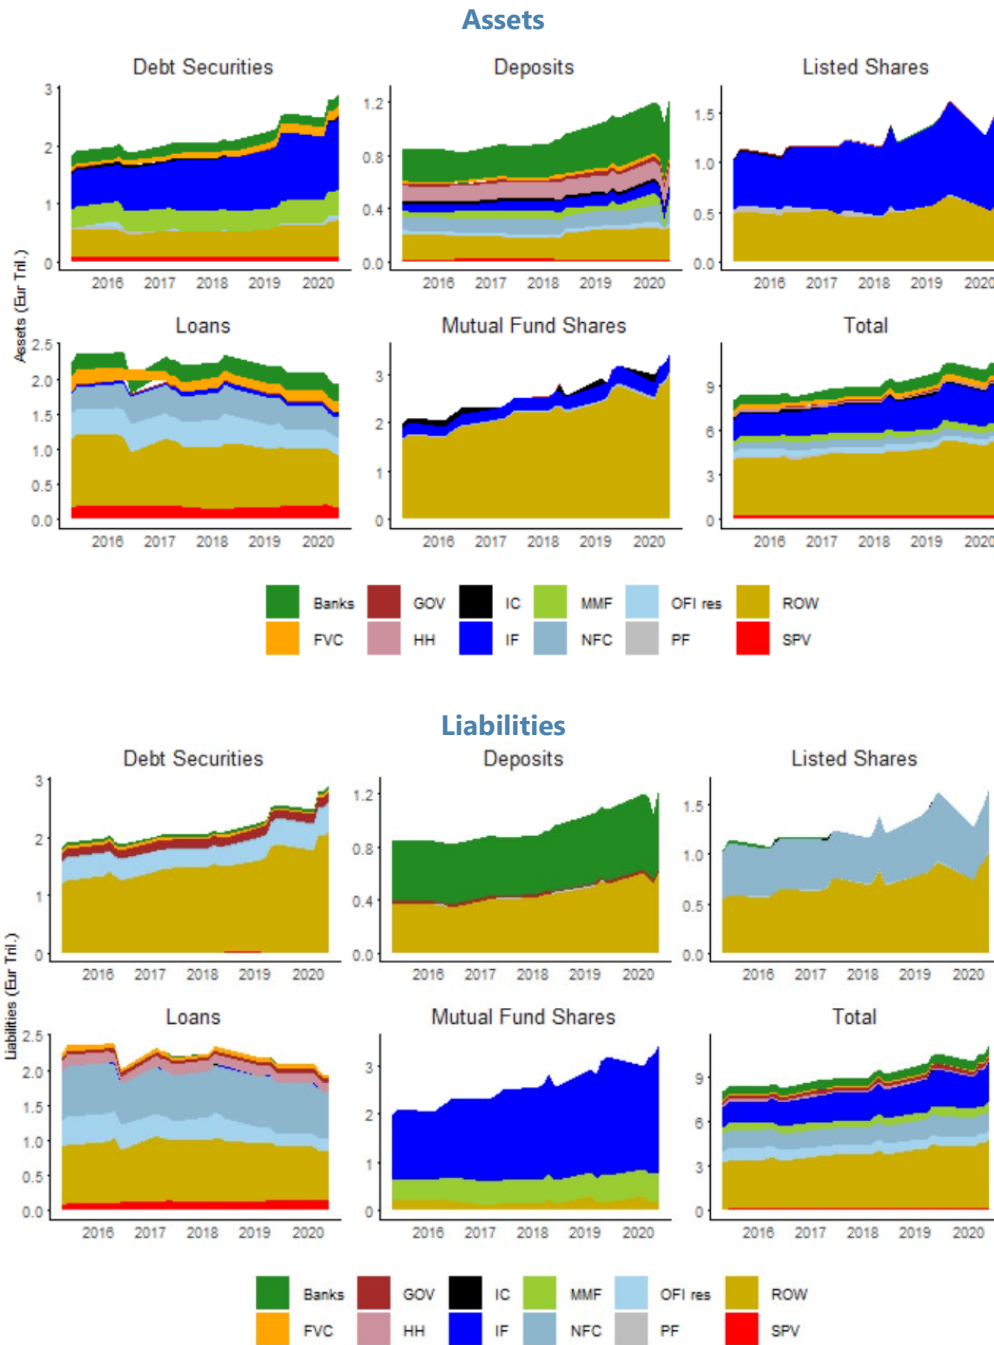 Assets
Debt Securities
Deposits
Listed Shares
3
2
1
0
2016 2017 2018 2019 2020
1.2
0.8
0.4
0.0
2016 2017 2018 2019 2020
1.5
1.0
0.5
0.0
2016 2017 2018 2019 2020
Assets (Eur Tril.)
Loans
Mutual Fund Shares
Total
2.5
2.0
1.5
1.0
0.5
0.0
2016 2017 2018 2019 2020
3
2
1
0
2016 2017 2018 2019 2020
9
6
3
0
2016 2017 2018 2019 2020
Banks GOV IC MMF OFI res ROW
FVC HH IF NFC PF SPV
Liabilities
Debt Securities
Deposits
Listed Shares
3
2
1
0
2016 2017 2018 2019 2020
1.2
0.8
0.4
0.0
2016 2017 2018 2019 2020
1.5
1.0
0.5
0.0
2016 2017 2018 2019 2020
Liabilities (Eur Tril.)
Loans
Mutual Fund Shares
Total
2.5
2.0
1.5
1.0
0.5
0.0
2016 2017 2018 2019 2020
3
2
1
0
2016 2017 2018 2019 2020
9
6
3
0
2016 2017 2018 2019 2020
Banks GOV IC MMF OFI res ROW
FVC HH IF NFC PF SPV